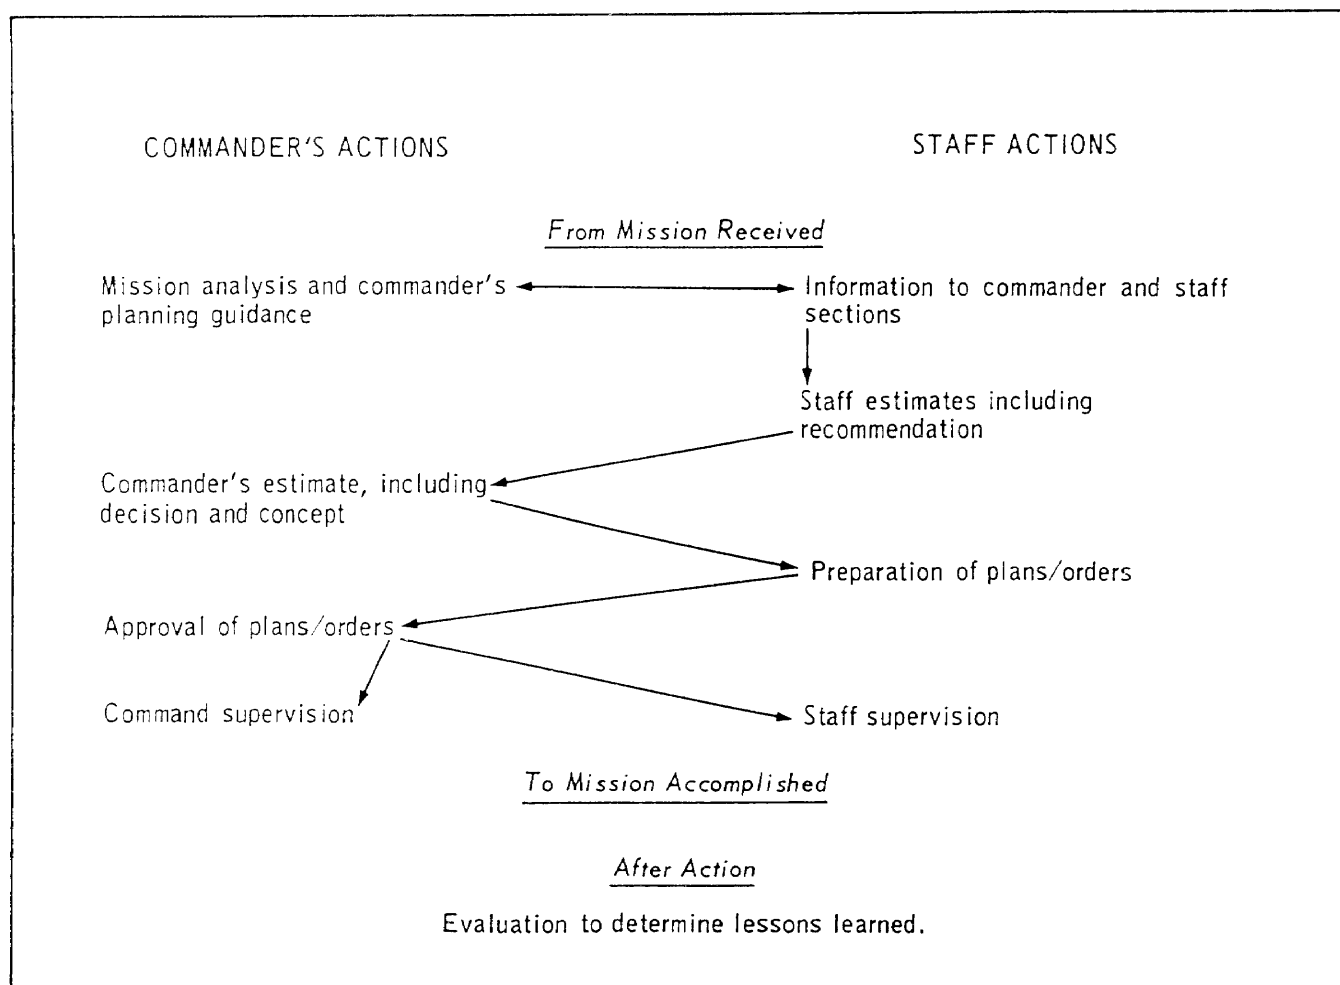 COMMANDER'S ACTIONS
STAFF ACTIONS
From Mission Received
Mission analysis and commander's
planning guidance
Information to commander and staff
sections
Staff estimates including
recommendation
Commander's estimate, including
decision and concept
Preparation of plans/orders
Approval of plans/orders
Command supervision
Staff supervision
To Mission Accomplished
After Action
Evaluation to determine lessons learned.